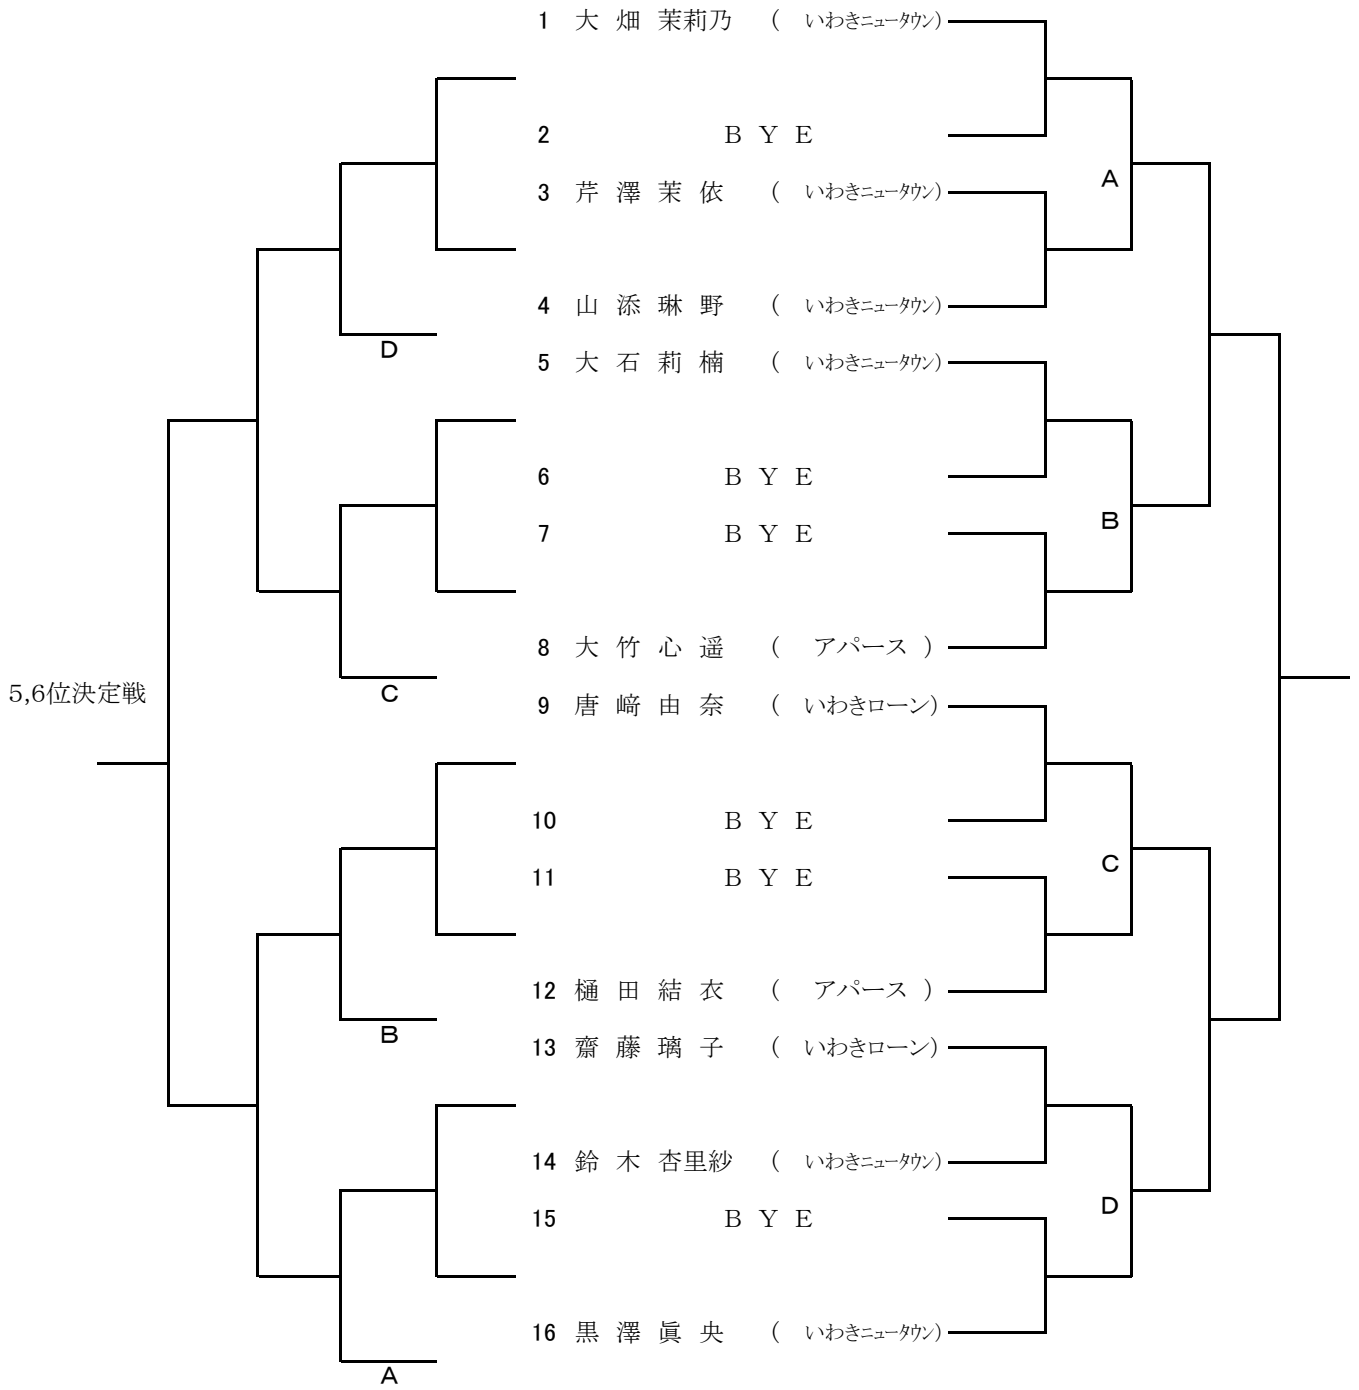 1 大 畑 茉莉乃 ( いわきニュータウン)
2 B Y E
A
3 芹 澤 茉 依 ( いわきニュータウン)
4 山 添 琳 野 ( いわきニュータウン)
D
5 大 石 莉 楠 ( いわきニュータウン)
6 B Y E
B
7 B Y E
8 大 竹 心 遥 ( アパース )
5,6位決定戦
C
9 唐 﨑 由 奈 ( いわきローン)
10 B Y E
C
11 B Y E
12 樋 田 結 衣 ( アパース )
B
13 齋 藤 璃 子 ( いわきローン)
14 鈴 木 杏里紗 ( いわきニュータウン)
D
15 B Y E
16 黒 澤 眞 央 ( いわきニュータウン)
A